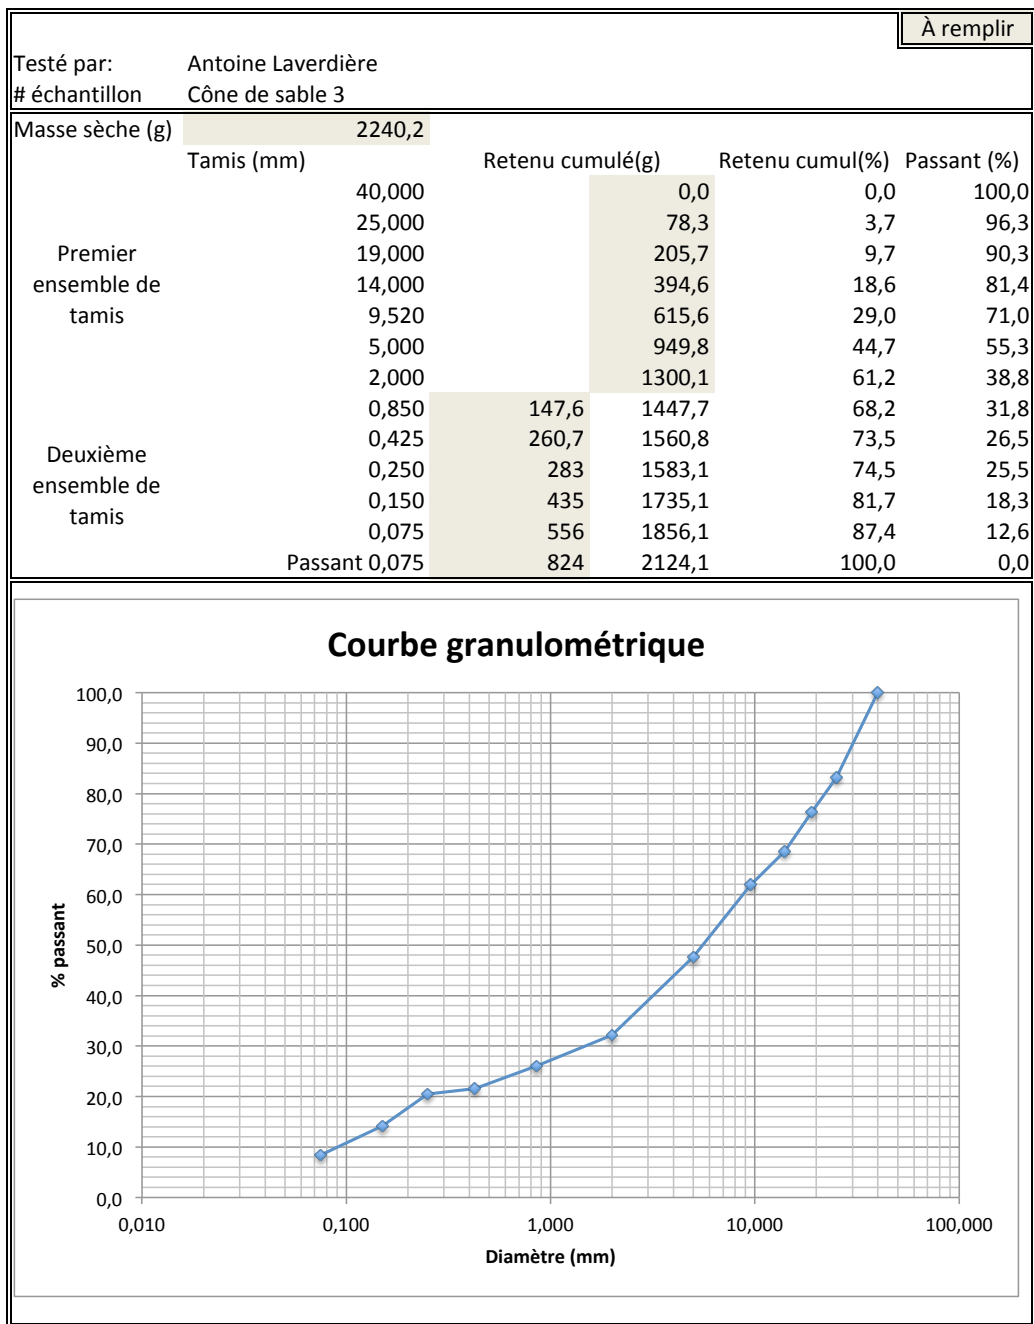 À remplir
Testé par: Antoine Laverdière
# échantillon Cône de sable 3
Masse sèche (g) 2240,2
Tamis (mm) Retenu cumulé(g) Retenu cumul(%) Passant (%)
Premier ensemble de tamis
40,000 0,0 0,0 100,0
25,000 78,3 3,7 96,3
19,000 205,7 9,7 90,3
14,000 394,6 18,6 81,4
9,520 615,6 29,0 71,0
5,000 949,8 44,7 55,3
2,000 1300,1 61,2 38,8
Deuxième ensemble de tamis
0,850 147,6 1447,7 68,2 31,8
0,425 260,7 1560,8 73,5 26,5
0,250 283 1583,1 74,5 25,5
0,150 435 1735,1 81,7 18,3
0,075 556 1856,1 87,4 12,6
Passant 0,075 824 2124,1 100,0 0,0
Courbe granulométrique
100,0
90,0
80,0
70,0
60,0
50,0
40,0
30,0
20,0
10,0
0,0
% passant
0,010 0,100 1,000 10,000 100,000
Diamètre (mm)